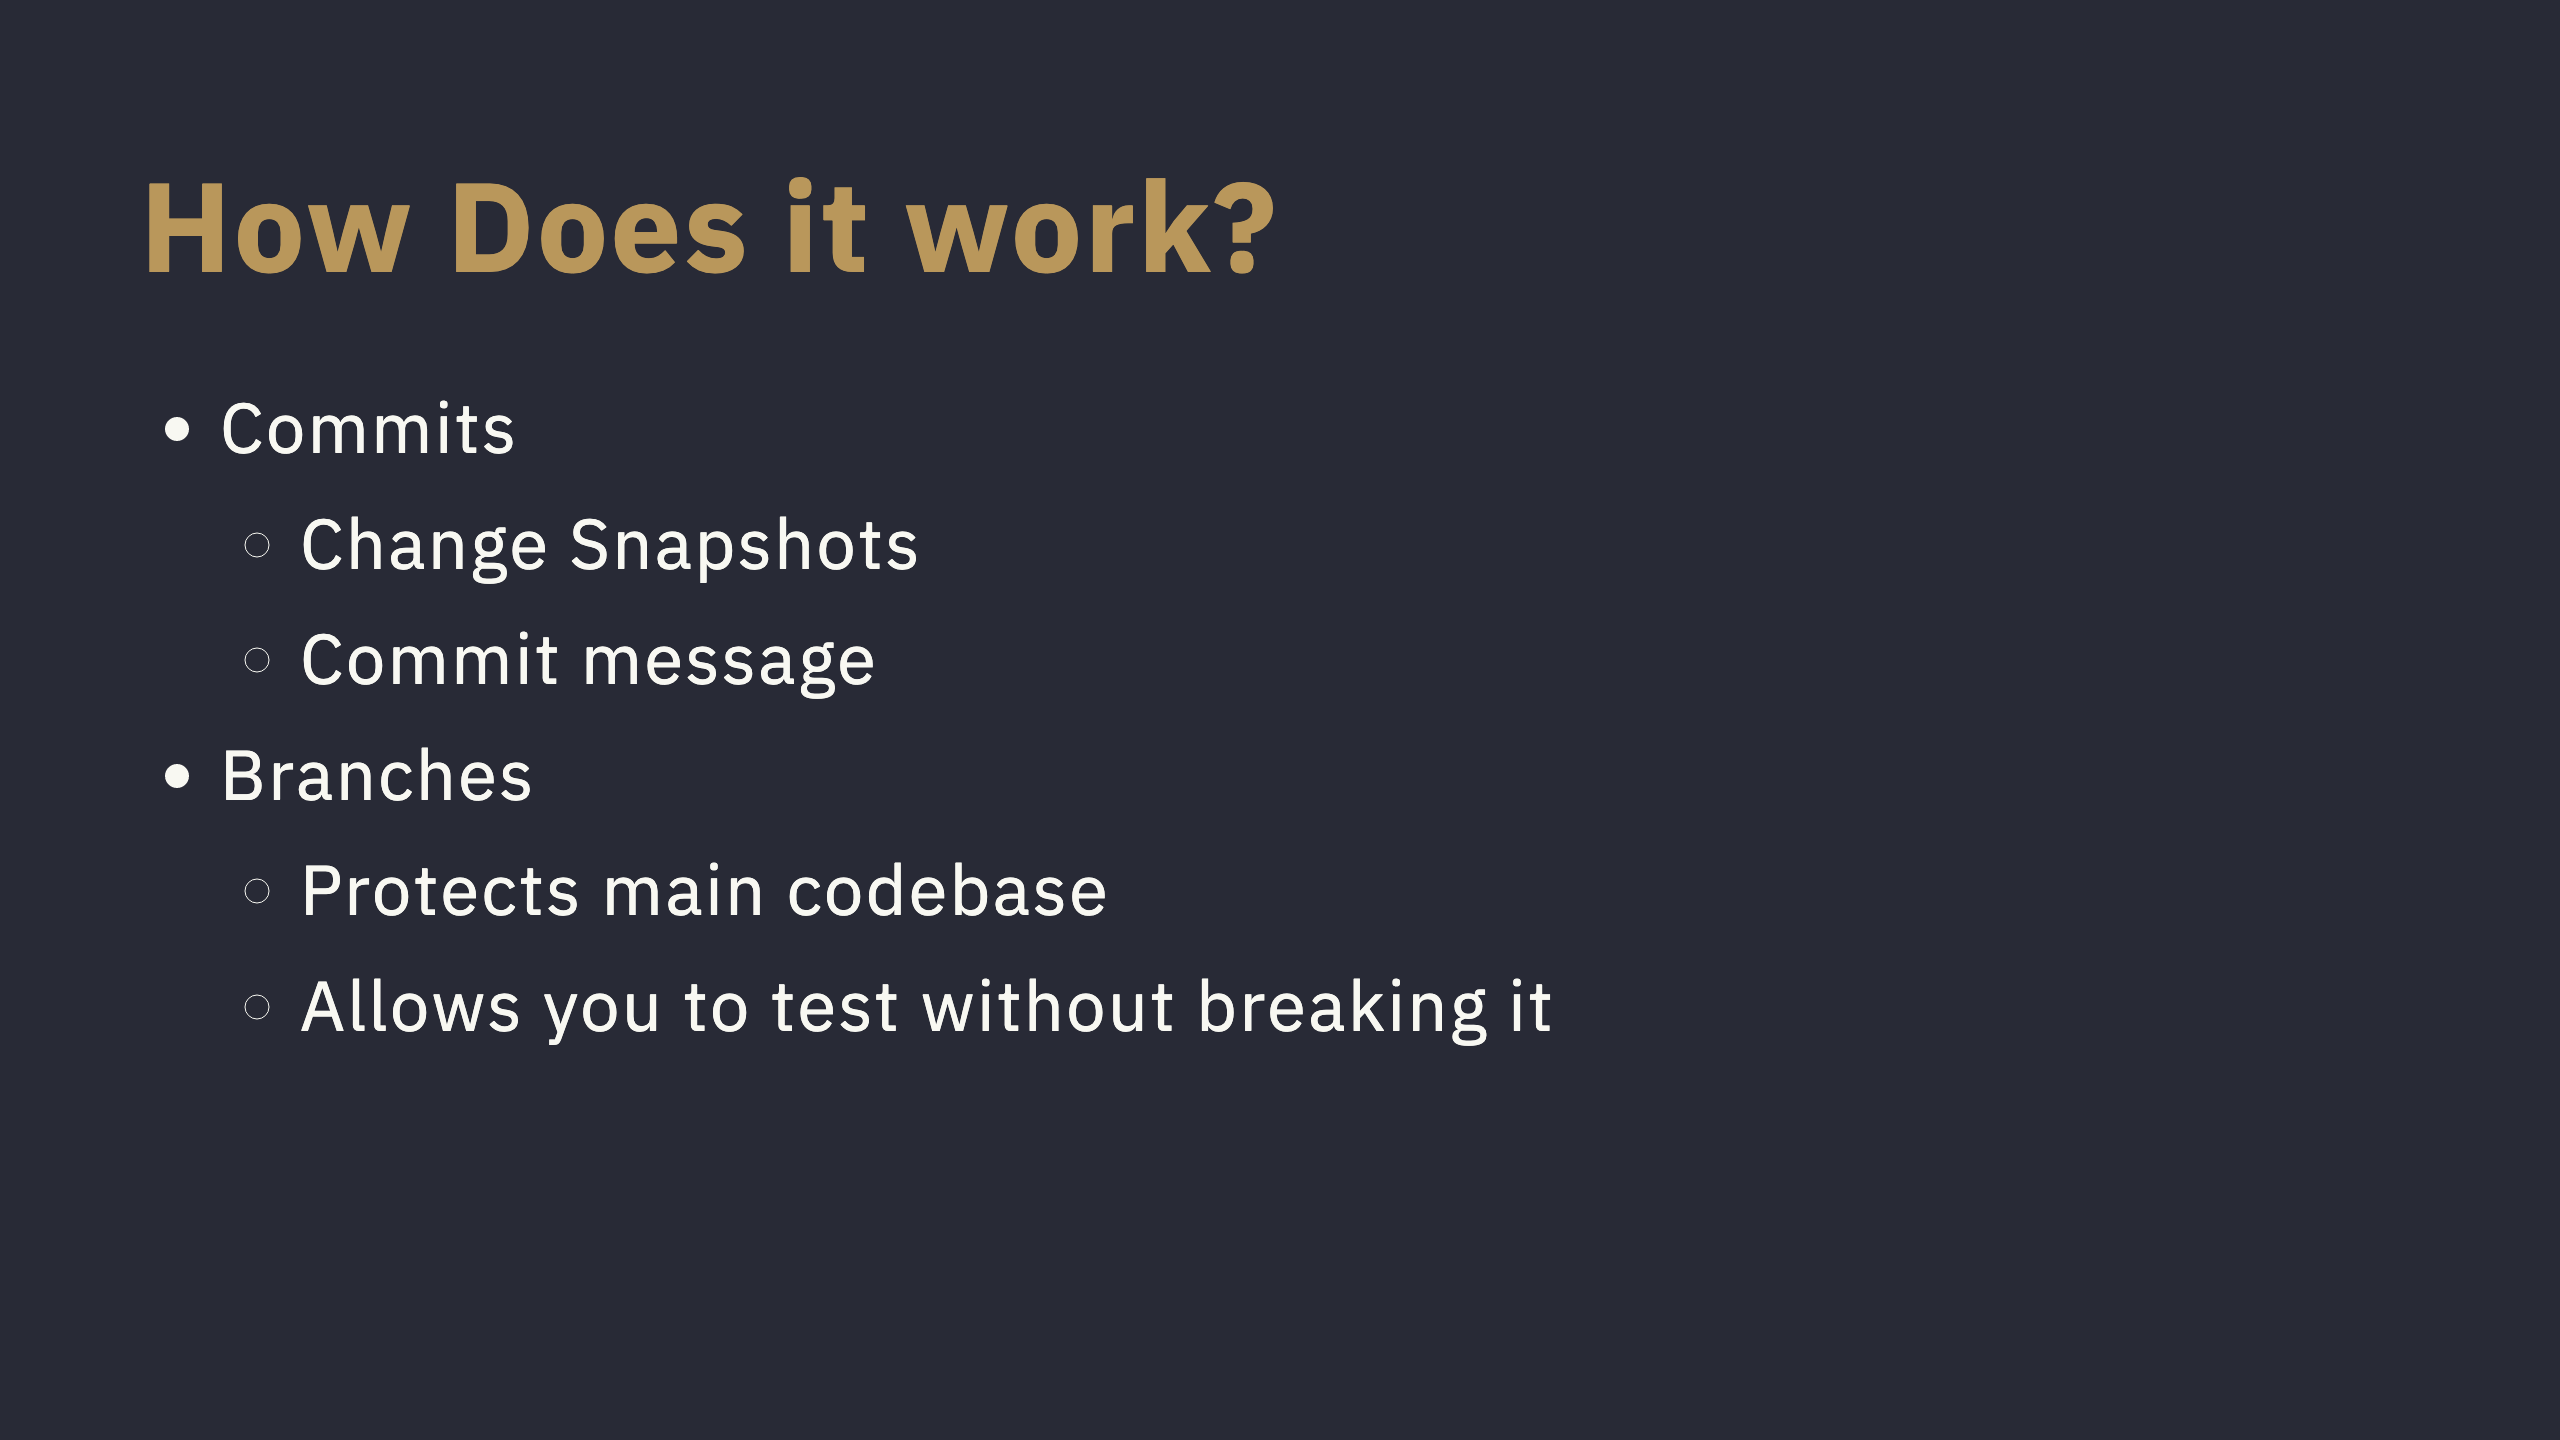 How Does it work?
Commits
Change Snapshots
Commit message
Branches
Protects main codebase
Allows you to test without breaking it